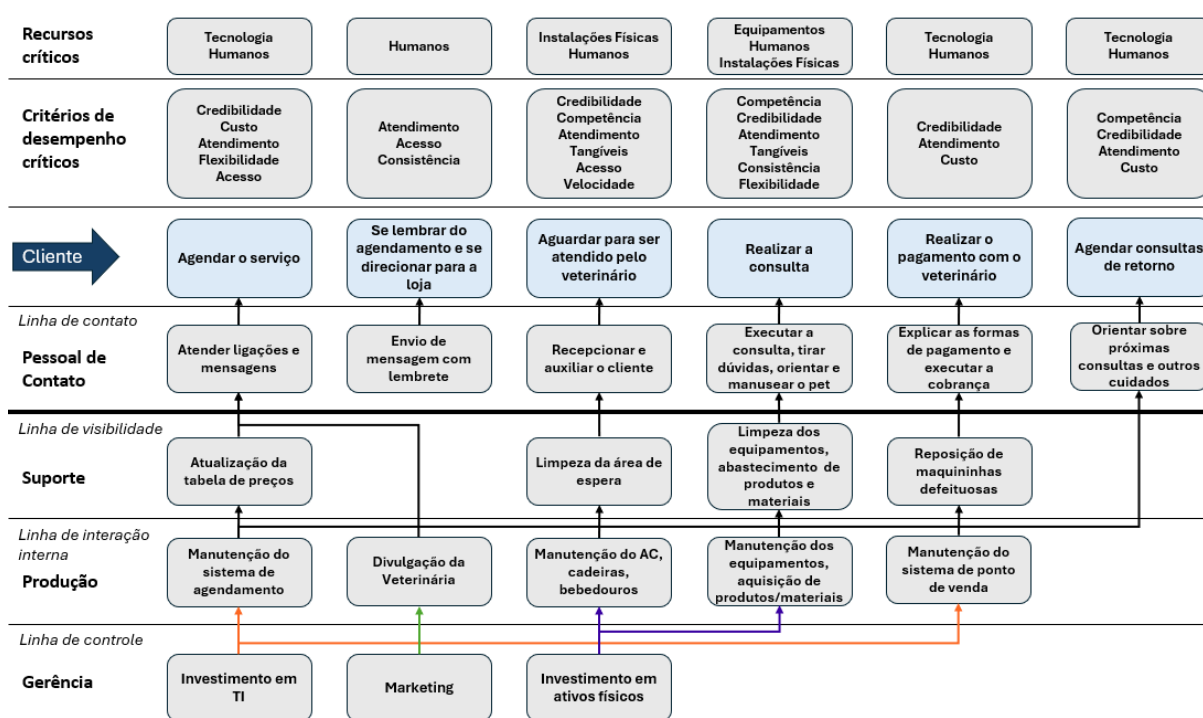 Recursos
críticos
Tecnologia
Humanos
Humanos
Instalações Físicas
Humanos
Equipamentos
Humanos
Instalações Físicas
Tecnologia
Humanos
Tecnologia
Humanos
Critérios de
desempenho
críticos
Credibilidade
Custo
Atendimento
Flexibilidade
Acesso
Atendimento
Acesso
Consistência
Credibilidade
Competência
Atendimento
Tangíveis
Acesso
Velocidade
Competência
Credibilidade
Atendimento
Tangíveis
Consistência
Flexibilidade
Credibilidade
Atendimento
Custo
Competência
Credibilidade
Atendimento
Custo
Cliente
Agendar o serviço
Se lembrar do
agendamento e se
direcionar para a
loja
Aguardar para ser
atendido pelo
veterinário
Realizar a
consulta
Realizar o
pagamento com o
veterinário
Agendar consultas
de retorno
Linha de contato
Pessoal de
Contato
Atender ligações e
mensagens
Envio de
mensagem com
lembrete
Recepcionar e
auxiliar o cliente
Executar a
consulta, tirar
dúvidas, orientar e
manusear o pet
Explicar as formas
de pagamento e
executar a
cobrança
Orientar sobre
próximas
consultas e outros
cuidados
Linha de visibilidade
Suporte
Atualização da
tabela de preços
Limpeza da área de
espera
Limpeza dos
equipamentos,
abastecimento de
produtos e
materiais
Reposição de
maquininhas
defeituosas
Linha de interação
interna
Produção
Manutenção do
sistema de
agendamento
Divulgação da
Veterinária
Manutenção do AC,
cadeiras,
bebedouros
Manutenção dos
equipamentos,
aquisição de
produtos/materiais
Manutenção do
sistema de ponto
de venda
Linha de controle
Gerência
Investimento em
TI
Marketing
Investimento em
ativos físicos